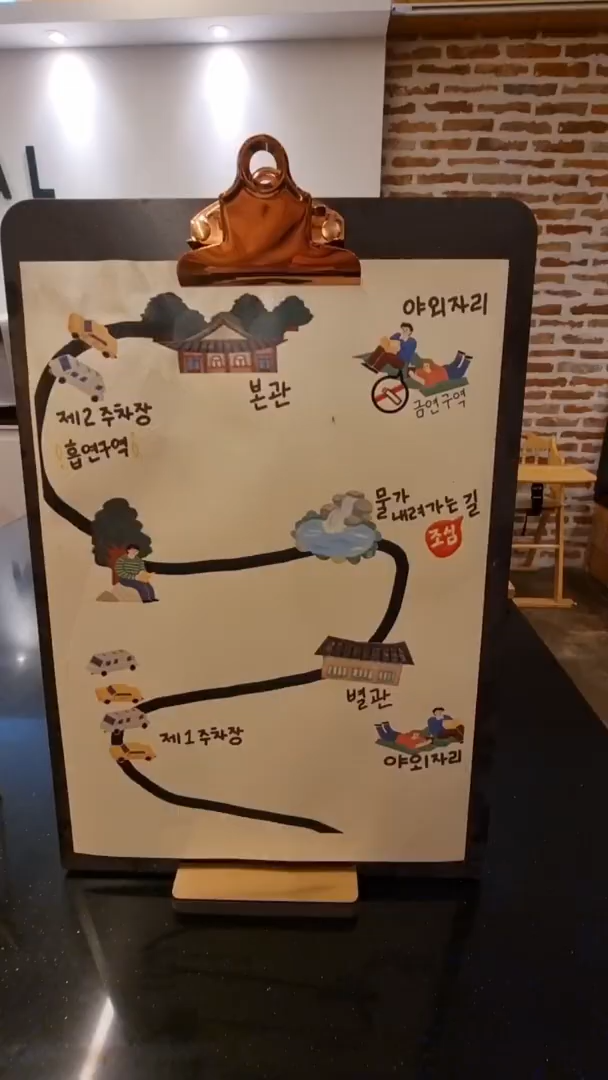 AL
야외자리
금연구역
본관
제2주차장
흡연구역
물가
내려가는 길
조심
별관
제1주차장
야외자리